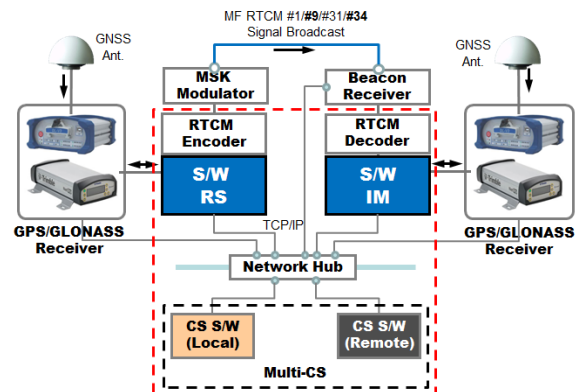 MF RTCM #1/#9/#31/#34
Signal Broadcast
GNSS
Ant.
GNSS
Ant.
MSK
Modulator
Beacon
Receiver
RTCM
Encoder
RTCM
Decoder
S/W
RS
S/W
IM
GPS/GLONASS
Receiver
GPS/GLONASS
Receiver
TCP/IP
Network Hub
CS S/W
(Local)
CS S/W
(Remote)
Multi-CS